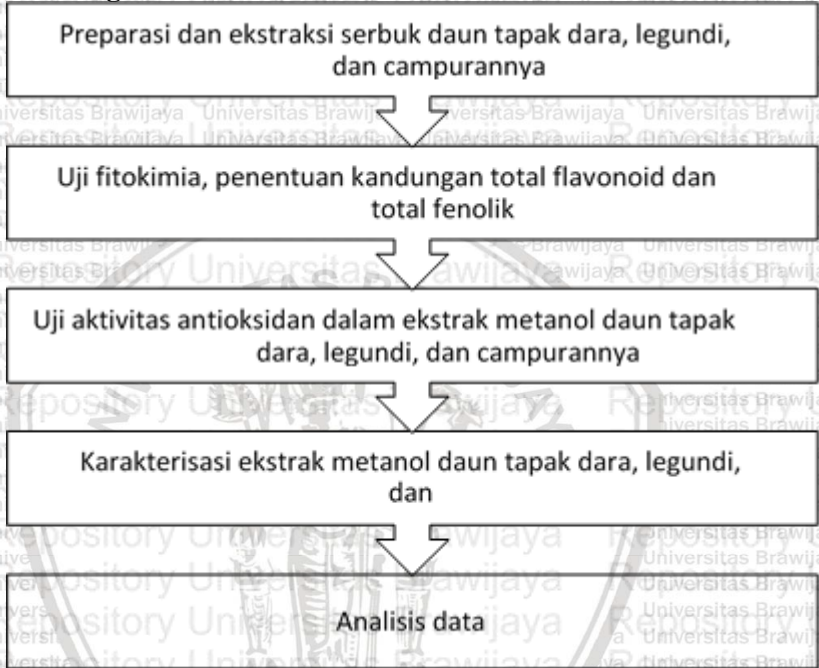 Preparasi dan ekstraksi serbuk daun tapak dara, legundi,
dan campurannya
Uji fitokimia, penentuan kandungan total flavonoid dan
total fenolik
Uji aktivitas antioksidan dalam ekstrak metanol daun tapak
dara, legundi, dan campurannya
Karakterisasi ekstrak metanol daun tapak dara, legundi,
dan
Analisis data